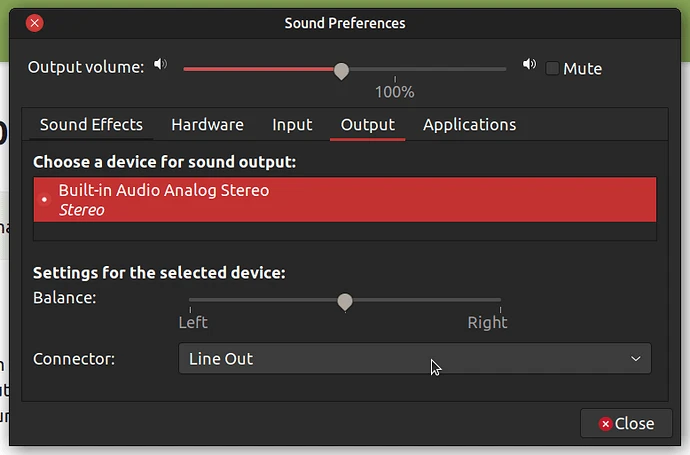 Sound Preferences
Output volume:
Mute
100%
Sound Effects
Hardware
Input
Output
Applications
Choose a device for sound output:
Built-in Audio Analog Stereo
Stereo
Settings for the selected device:
Balance:
Left
Right
Connector:
Line Out
Close